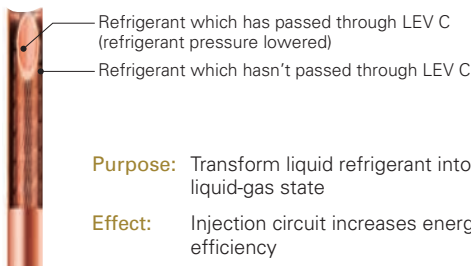 Refrigerant which has passed through LEV C
(refrigerant pressure lowered)
Refrigerant which hasn't passed through LEV C
Purpose: Transform liquid refrigerant into
liquid-gas state
Effect: Injection circuit increases energ
efficiency